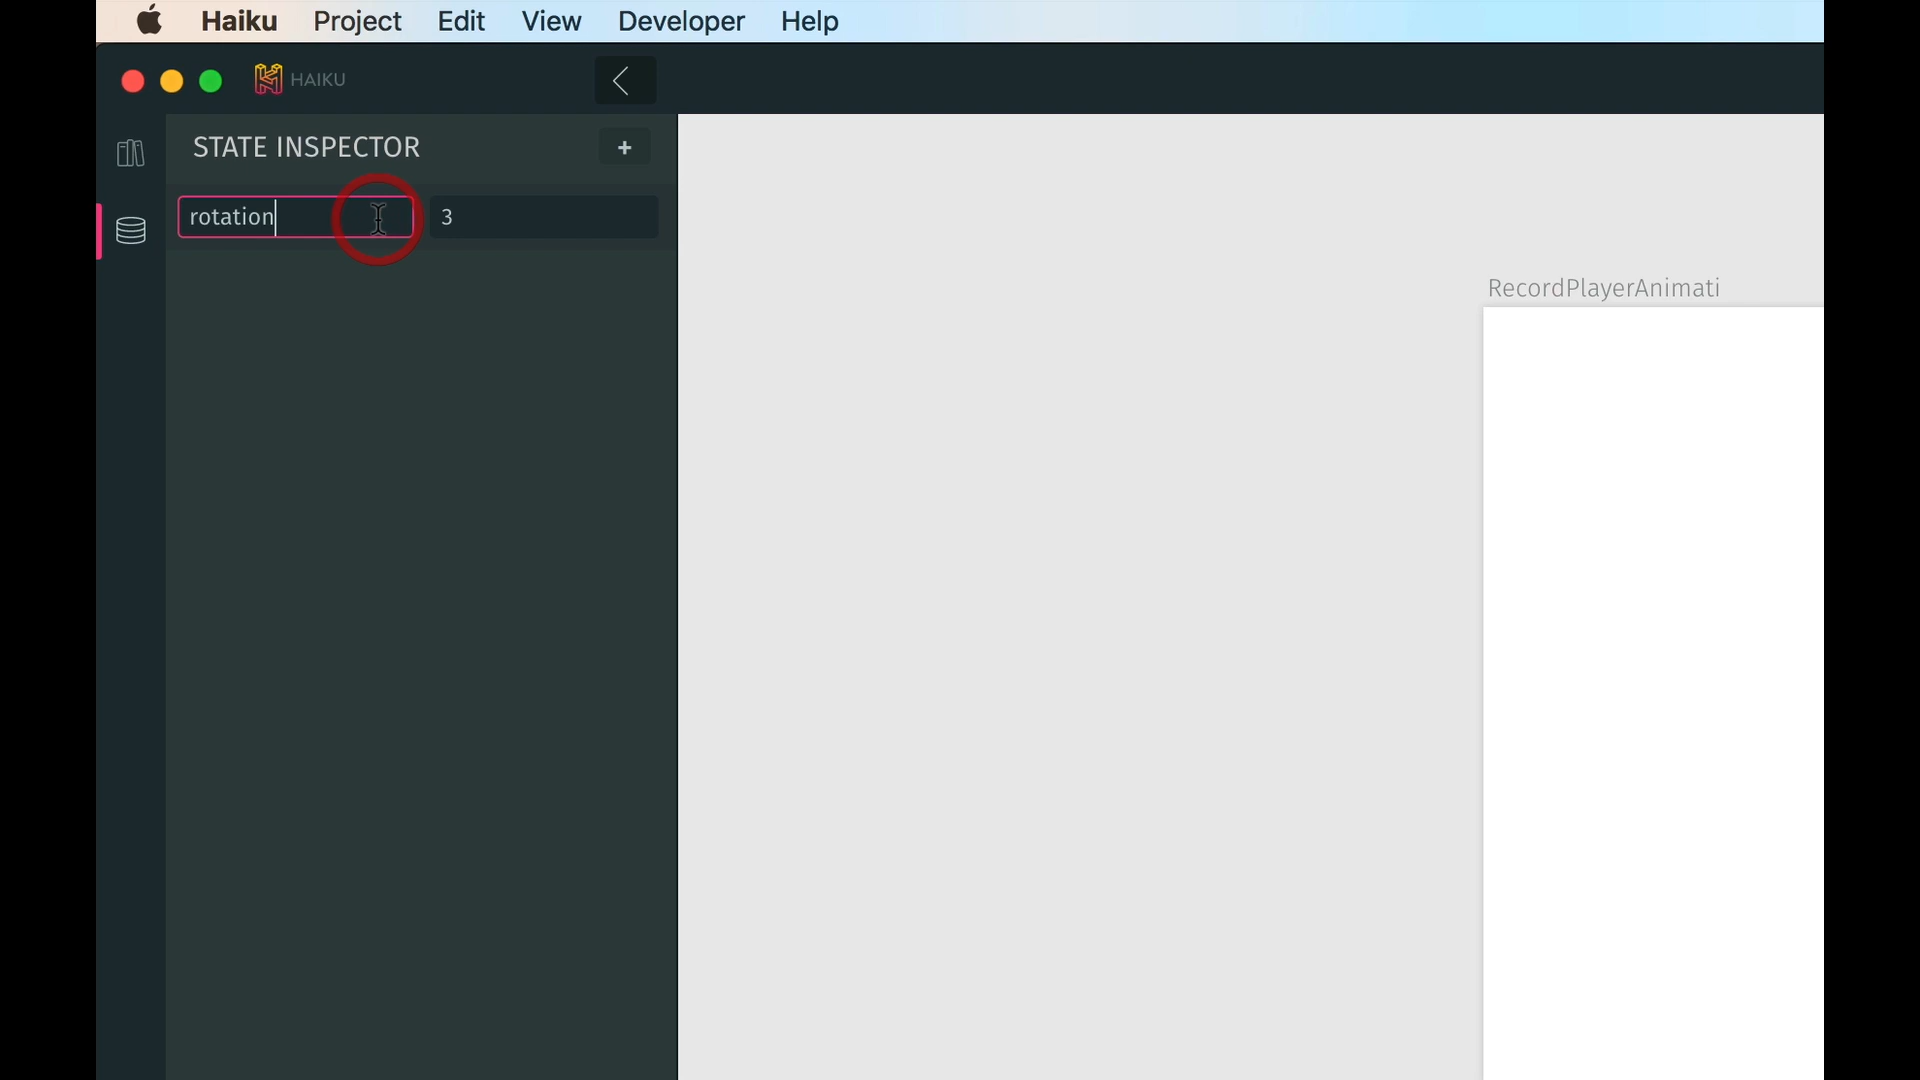 Haiku Project Edit View Developer Help
HAIKU
STATE INSPECTOR +
rotation 3
RecordPlayerAnimati